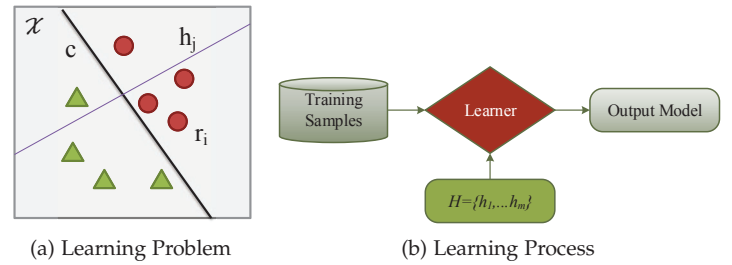 𝒳
c
h_j
r_i
Training
Samples
Learner
Output Model
H={h_1,...h_m}
(a) Learning Problem
(b) Learning Process